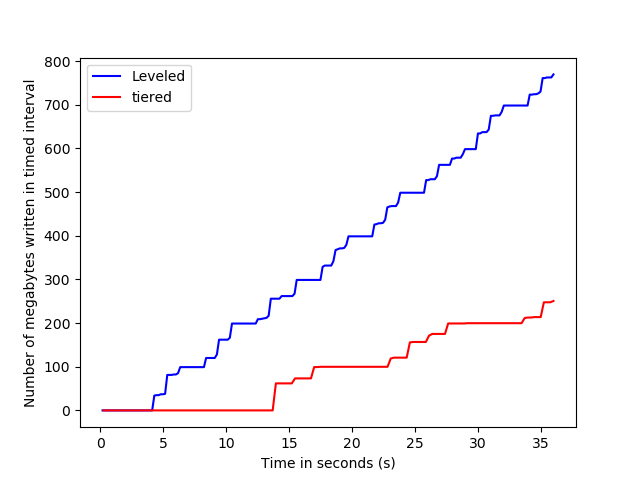 Leveled
tiered
800
700
600
500
400
300
200
100
0
Number of megabytes written in timed interval
0 5 10 15 20 25 30 35
Time in seconds (s)